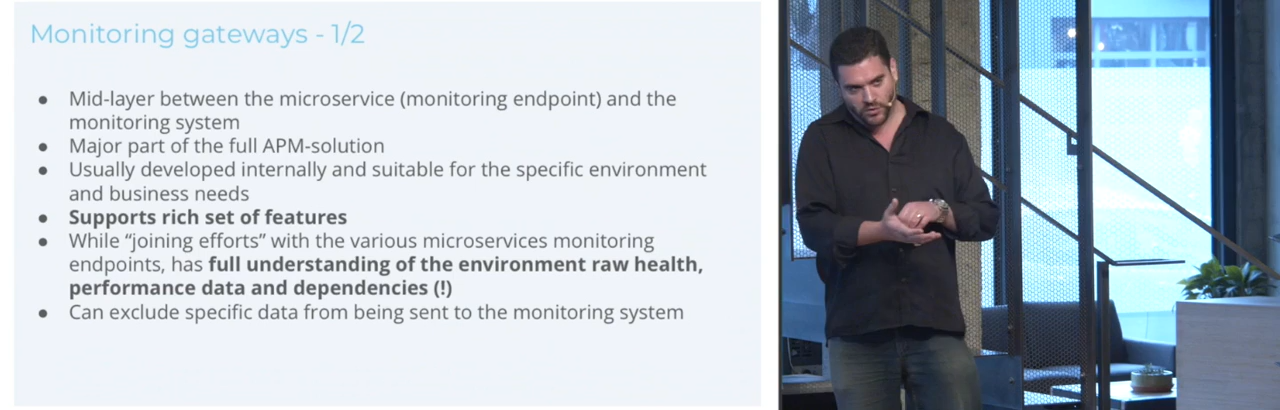 Monitoring gateways - 1/2
● Mid-layer between the microservice (monitoring endpoint) and the
monitoring system
● Major part of the full APM-solution
● Usually developed internally and suitable for the specific environment
and business needs
● Supports rich set of features
● While “joining efforts” with the various microservices monitoring
endpoints, has full understanding of the environment raw health,
performance data and dependencies (!)
● Can exclude specific data from being sent to the monitoring system